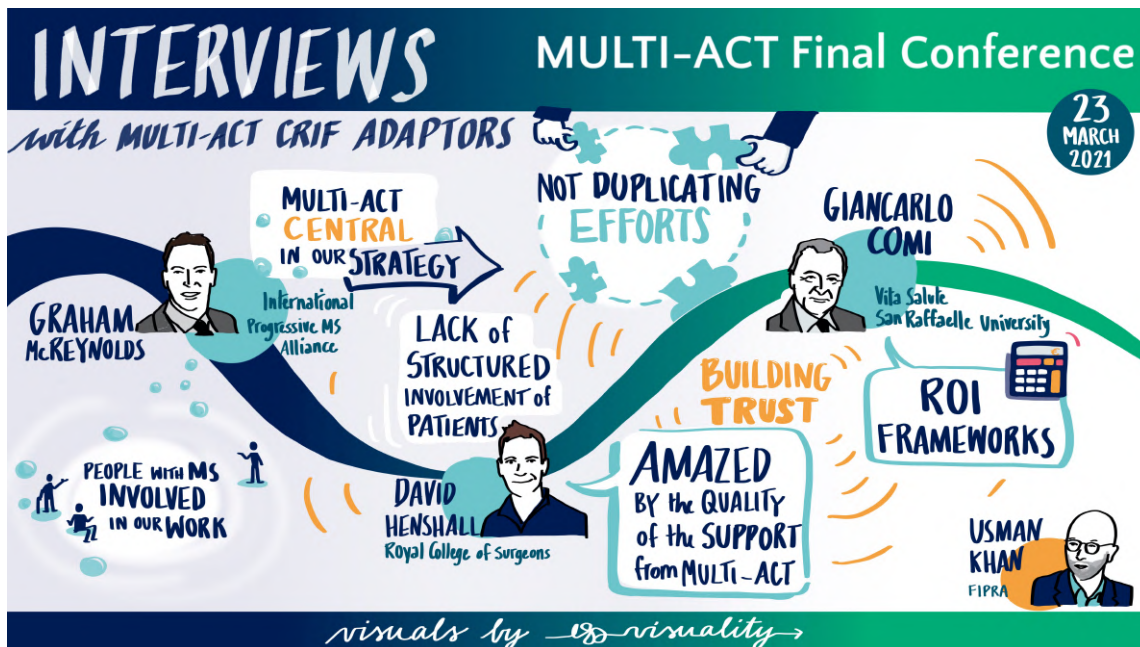 INTERVIEWS
MULTI-ACT Final Conference
with MULTI-ACT CRIF ADAPTORS
23
MARCH
2021
MULTI-ACT
CENTRAL
IN OUR STRATEGY
NOT DUPLICATING
EFFORTS
GIANCARLO
COMI
Vita Salute
San Raffaelle University
GRAHAM
McREYNOLDS
International
Progressive MS
Alliance
LACK of
STRUCTURED
INVOLVEMENT of
PATIENTS
BUILDING
TRUST
ROI
FRAMEWORKS
PEOPLE WITH MS
INVOLVED
IN OUR WORK
DAVID
HENSHALL
Royal College of Surgeons
AMAZED
BY the QUALITY
of the SUPPORT
from MULTI-ACT
USMAN
KHAN
FIPRA
visuals by visuality